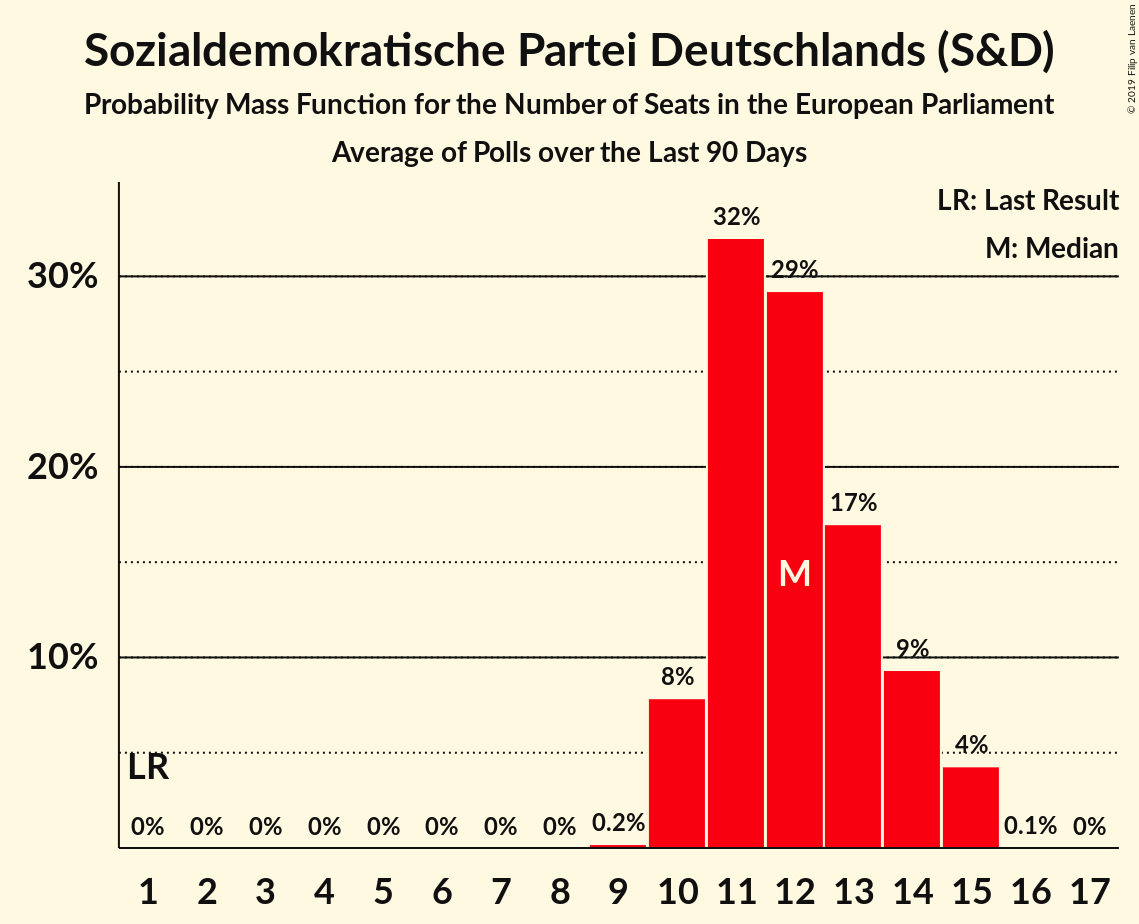 Sozialdemokratische Partei Deutschlands (S&D)
Probability Mass Function for the Number of Seats in the European Parliament
Average of Polls over the Last 90 Days
© 2019 Filip van Laenen
LR: Last Result
M: Median
30%
20%
10%
32%
29%
17%
9%
8%
4%
M
LR
0% 0% 0% 0% 0% 0% 0% 0% 0.2% 0.1% 0%
1 2 3 4 5 6 7 8 9 10 11 12 13 14 15 16 17